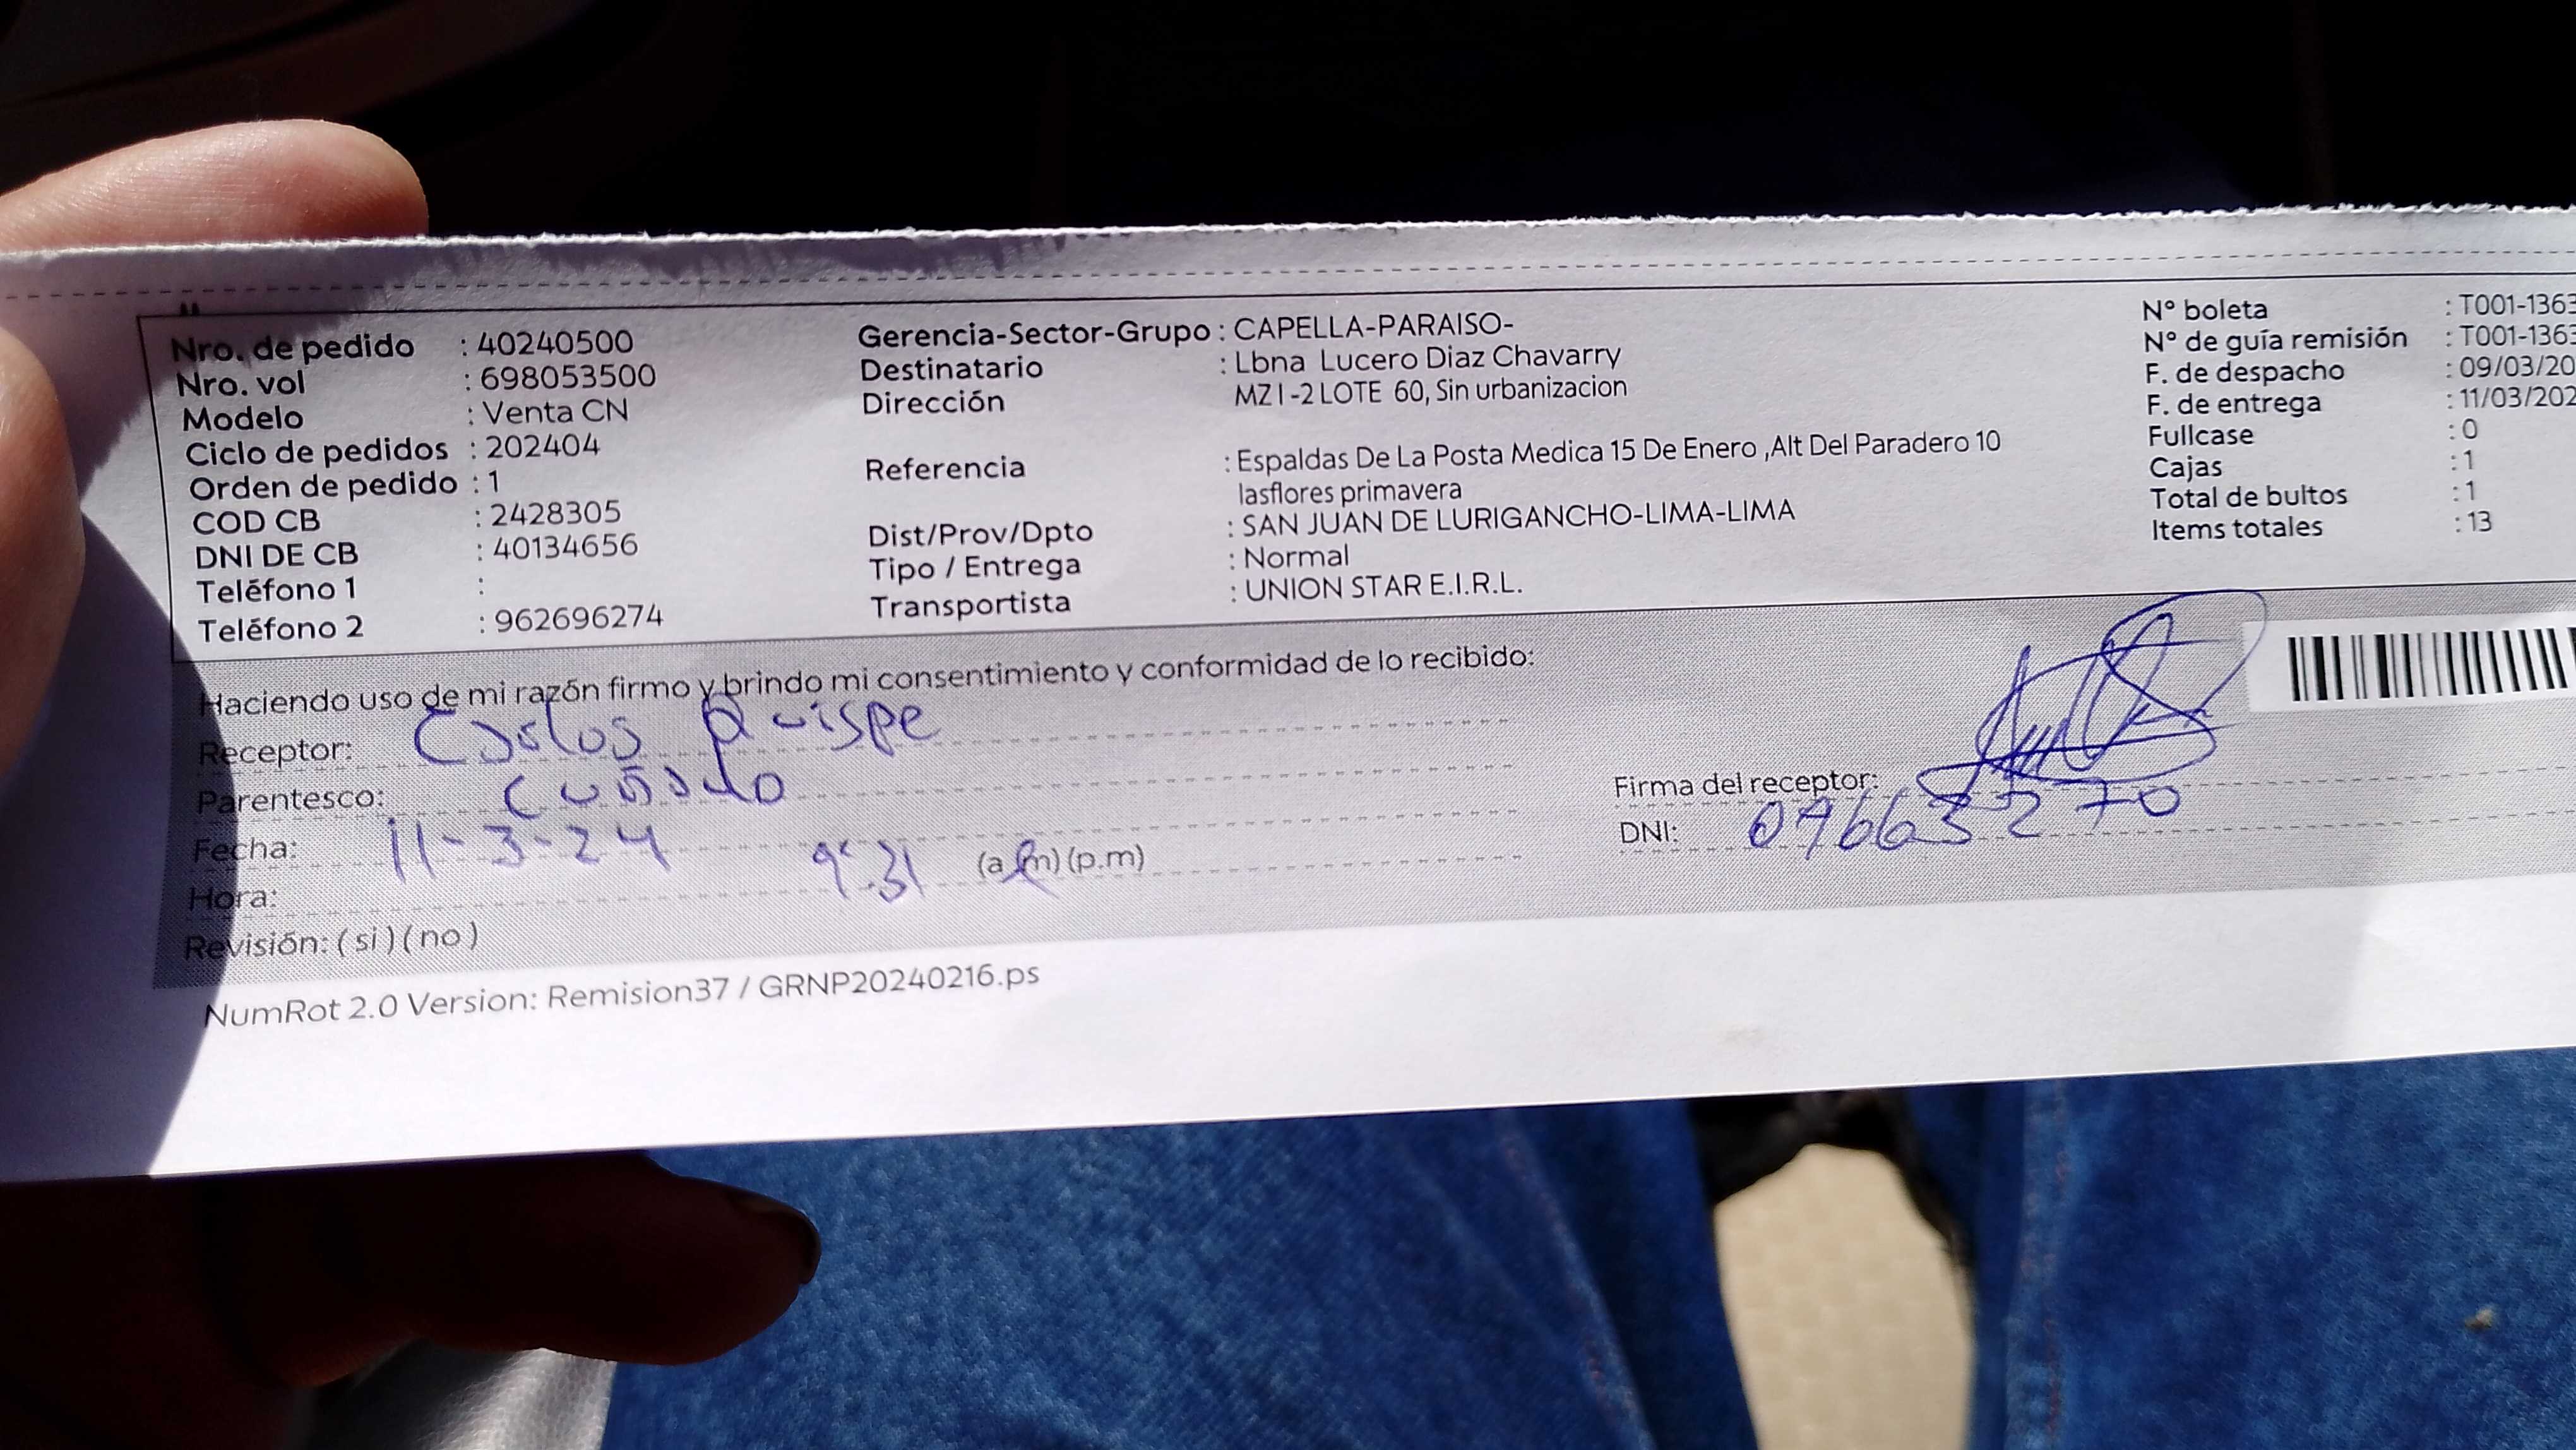 Nro. de pedido : 40240500
Nro. vol : 698053500
Modelo : Venta CN
Ciclo de pedidos : 202404
Orden de pedido : 1
COD CB : 2428305
DNI DE CB : 40134656
Teléfono 1 :
Teléfono 2 : 962696274
Gerencia-Sector-Grupo : CAPELLA-PARAISO-
Destinatario : Lbna Lucero Diaz Chavarry
Dirección MZ I -2 LOTE 60, Sin urbanizacion
Referencia : Espaldas De La Posta Medica 15 De Enero ,Alt Del Paradero 10
lasflores primavera
Dist/Prov/Dpto : SAN JUAN DE LURIGANCHO-LIMA-LIMA
Tipo / Entrega : Normal
Transportista : UNION STAR E.I.R.L.
N° boleta : T001-1363
N° de guía remisión : T001-1363
F. de despacho : 09/03/20
F. de entrega : 11/03/202
Fullcase : 0
Cajas : 1
Total de bultos : 1
Items totales : 13
Haciendo uso de mi razón firmo y brindo mi consentimiento y conformidad de lo recibido:
Receptor: Carlos Quispe
Parentesco: Cuñado
Fecha: 11-3-24
Hora: 9:31 (a.m) (p.m)
Revisión: ( si ) ( no )
Firma del receptor:
DNI: 09663270
NumRot 2.0 Version: Remision37 / GRNP20240216.ps